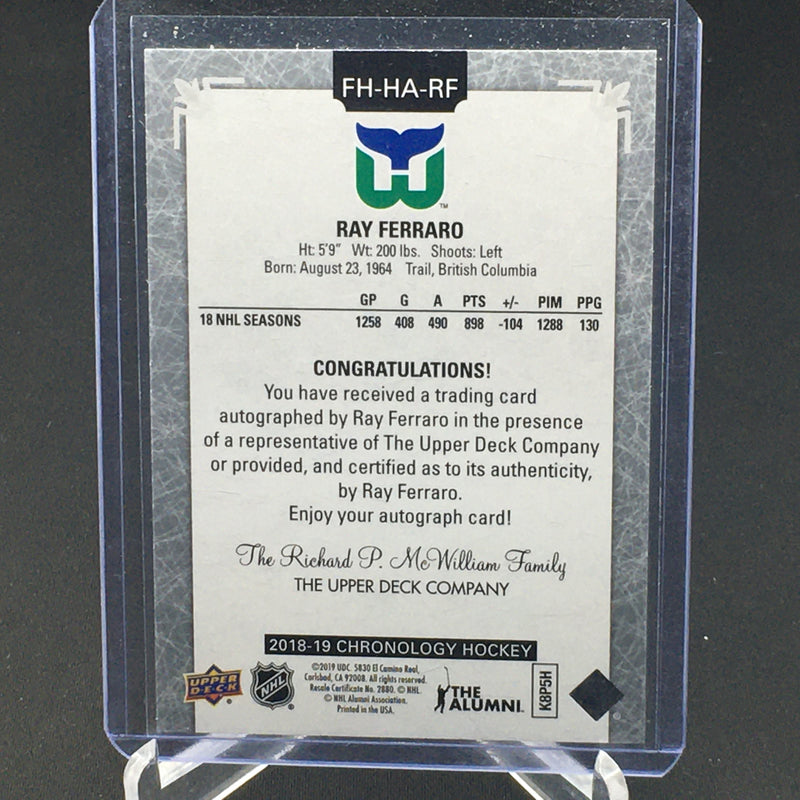 FH-HA-RF
TM
RAY FERRARO
Ht: 5'9" Wt: 200 lbs. Shoots: Left
Born: August 23, 1964 Trail, British Columbia
GP G A PTS +/- PIM PPG
18 NHL SEASONS 1258 408 490 898 -104 1288 130
CONGRATULATIONS!
You have received a trading card
autographed by Ray Ferraro in the presence
of a representative of The Upper Deck Company
or provided, and certified as to its authenticity,
by Ray Ferraro.
Enjoy your autograph card!
The Richard P. McWilliam Family
THE UPPER DECK COMPANY
2018-19 CHRONOLOGY HOCKEY
UPPER
DECK
NHL
©2019 UDC. 5830 El Camino Real,
Carlsbad, CA 92008. All rights reserved.
Resale Certificate No. 2880. © NHL.
© NHL Alumni Association.
Printed in the USA.
THE
ALUMNI
K8P5H